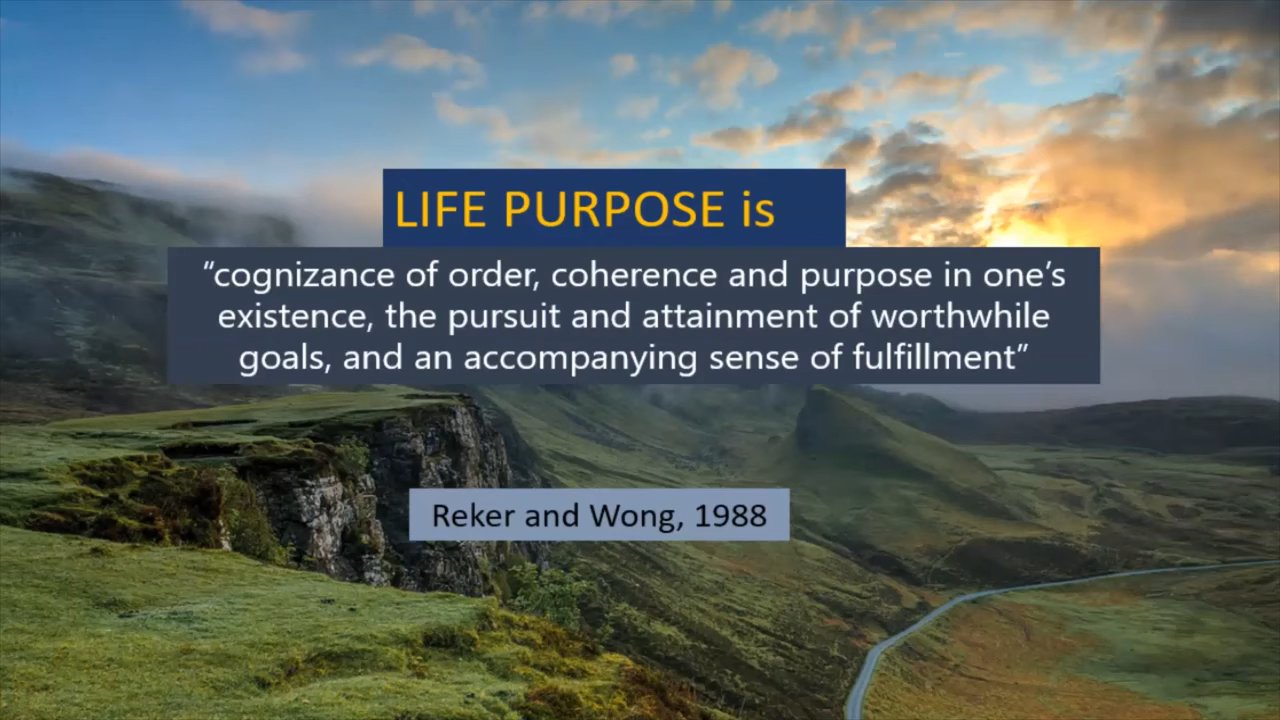 LIFE PURPOSE is
“cognizance of order, coherence and purpose in one’s
existence, the pursuit and attainment of worthwhile
goals, and an accompanying sense of fulfillment”
Reker and Wong, 1988